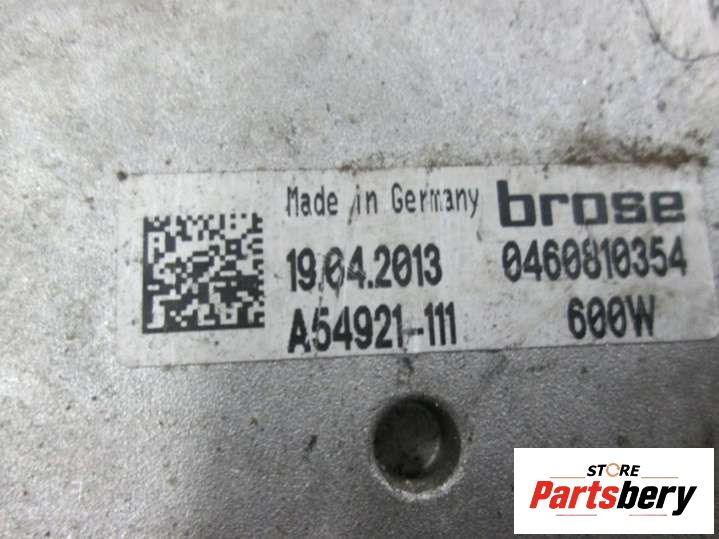 Made in Germany brose
19.04.2013 0460810354
A54921-111 600W
STORE
Partsbery